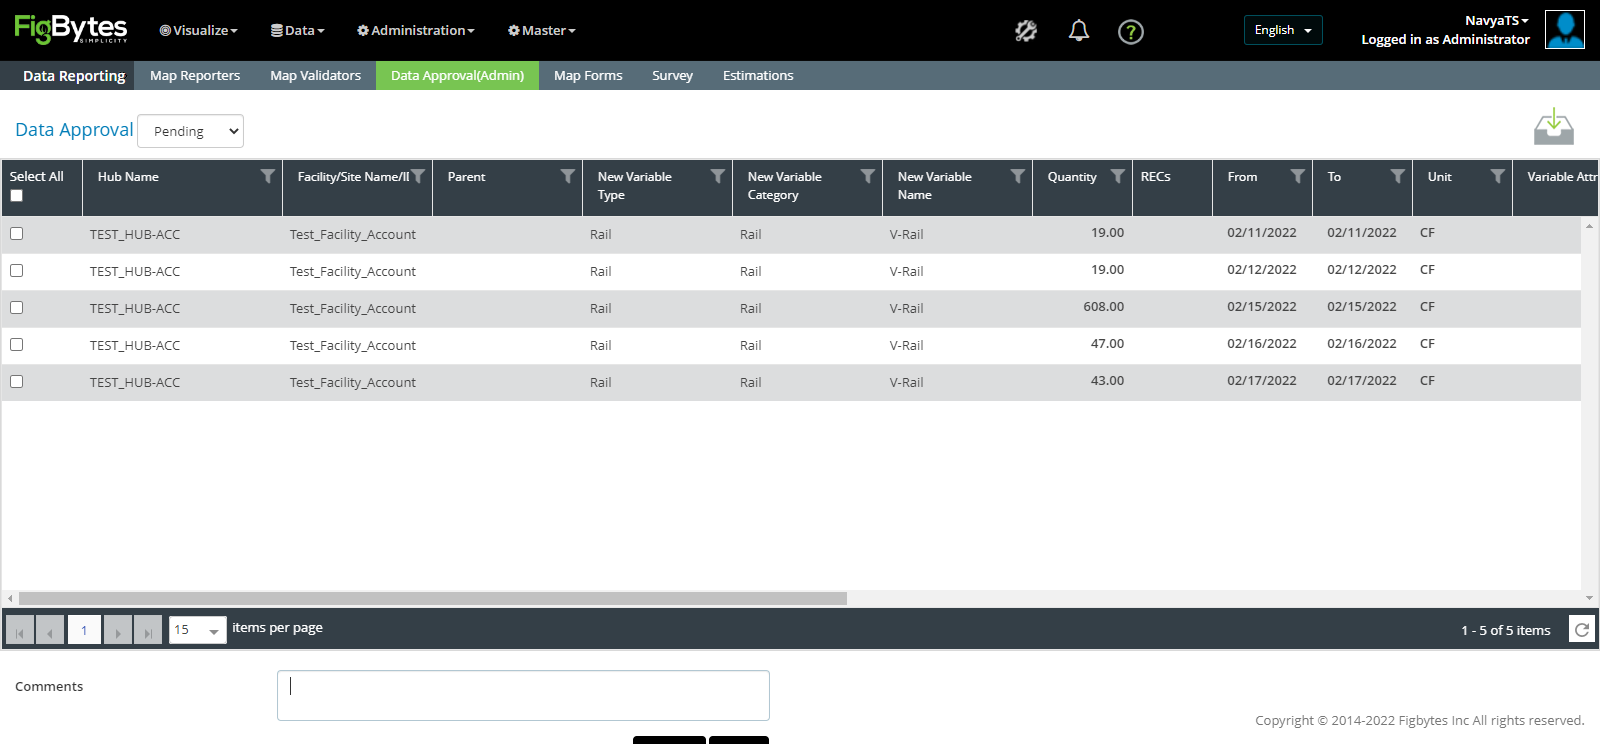 FigBytes
SIMPLICITY
Visualize
Data
Administration
Master
?
English
NavyaTS
Logged in as Administrator
Data Reporting
Map Reporters
Map Validators
Data Approval(Admin)
Map Forms
Survey
Estimations
Data Approval
Pending
Select All
Hub Name
Facility/Site Name/II
Parent
New Variable
Type
New Variable
Category
New Variable
Name
Quantity
RECs
From
To
Unit
Variable Attr
TEST_HUB-ACC Test_Facility_Account Rail Rail V-Rail 19.00 02/11/2022 02/11/2022 CF
TEST_HUB-ACC Test_Facility_Account Rail Rail V-Rail 19.00 02/12/2022 02/12/2022 CF
TEST_HUB-ACC Test_Facility_Account Rail Rail V-Rail 608.00 02/15/2022 02/15/2022 CF
TEST_HUB-ACC Test_Facility_Account Rail Rail V-Rail 47.00 02/16/2022 02/16/2022 CF
TEST_HUB-ACC Test_Facility_Account Rail Rail V-Rail 43.00 02/17/2022 02/17/2022 CF
1
15
items per page
1 - 5 of 5 items
Comments
Copyright © 2014-2022 Figbytes Inc All rights reserved.